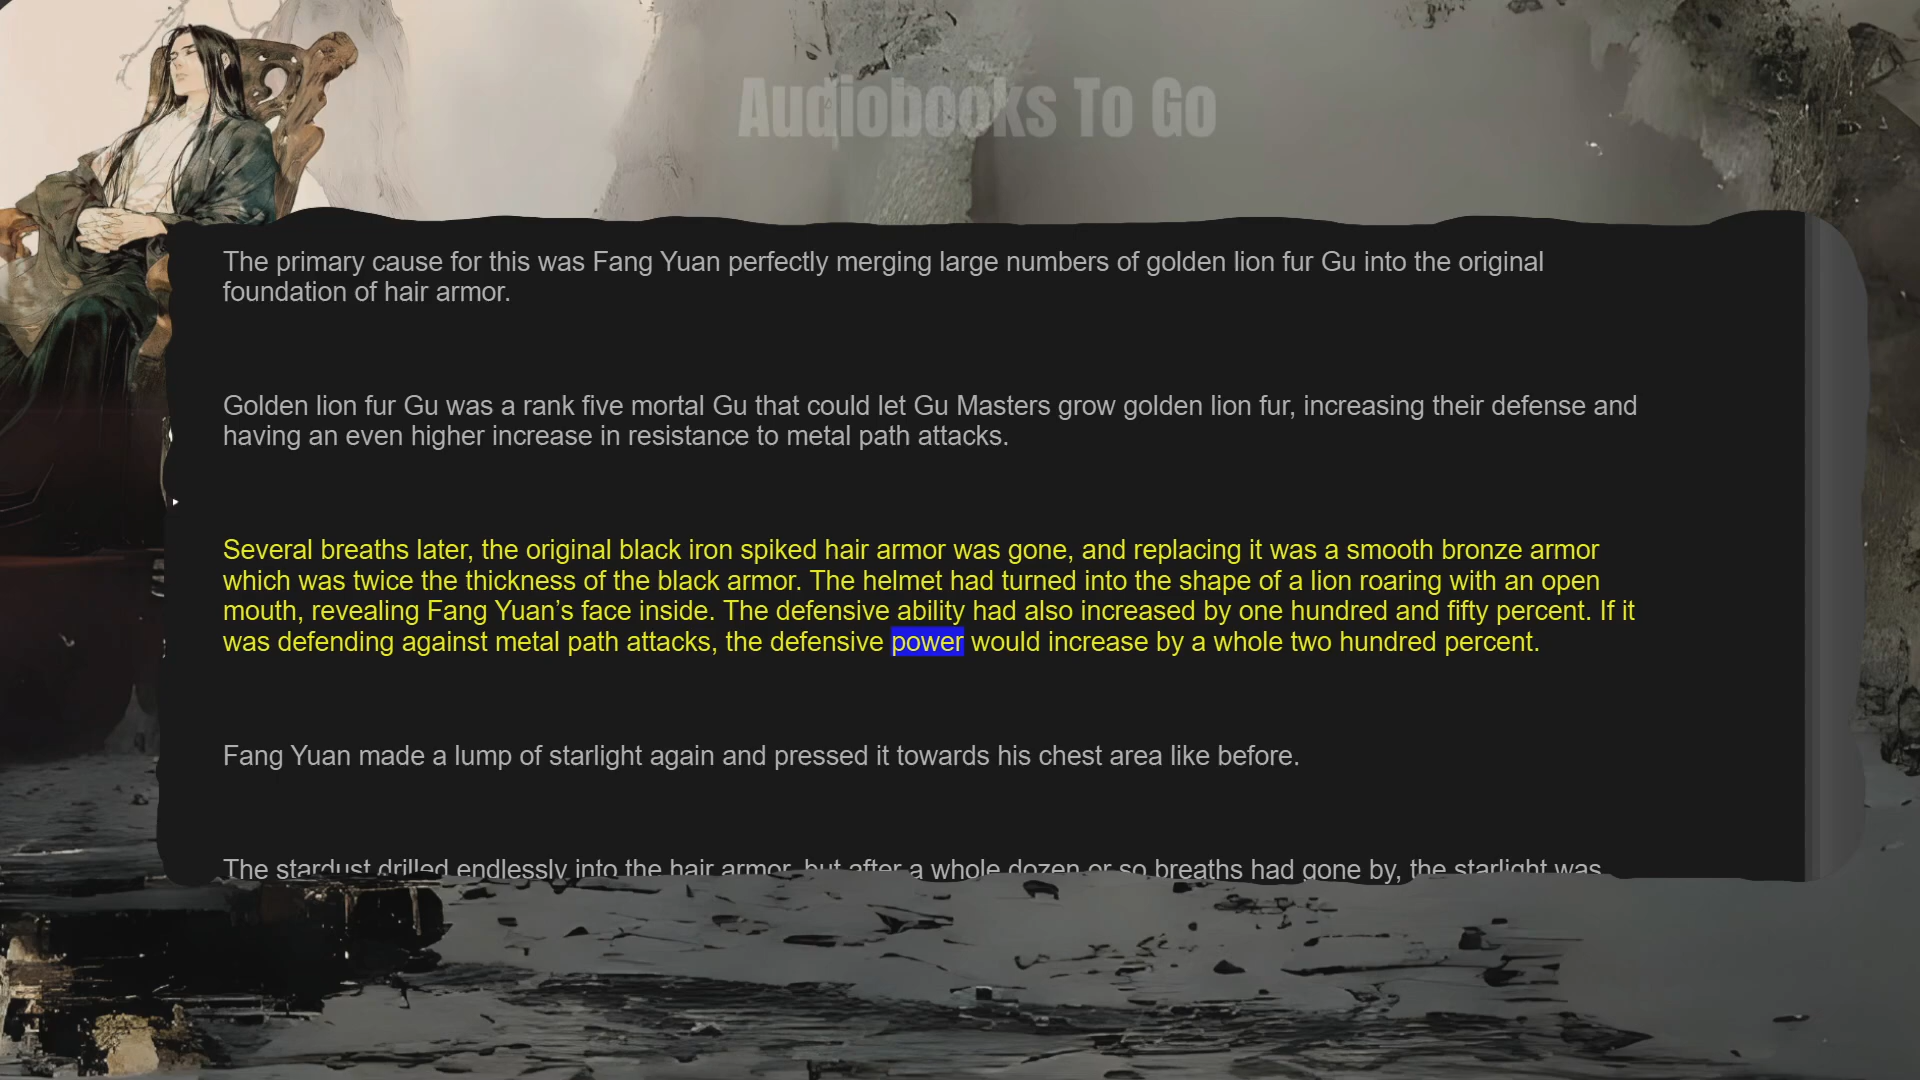 Audiobooks To Go
The primary cause for this was Fang Yuan perfectly merging large numbers of golden lion fur Gu into the original
foundation of hair armor.
Golden lion fur Gu was a rank five mortal Gu that could let Gu Masters grow golden lion fur, increasing their defense and
having an even higher increase in resistance to metal path attacks.
Several breaths later, the original black iron spiked hair armor was gone, and replacing it was a smooth bronze armor
which was twice the thickness of the black armor. The helmet had turned into the shape of a lion roaring with an open
mouth, revealing Fang Yuan’s face inside. The defensive ability had also increased by one hundred and fifty percent. If it
was defending against metal path attacks, the defensive power would increase by a whole two hundred percent.
Fang Yuan made a lump of starlight again and pressed it towards his chest area like before.
The stardust drilled endlessly into the hair armor, but after a whole dozen or so breaths had gone by, the starlight was